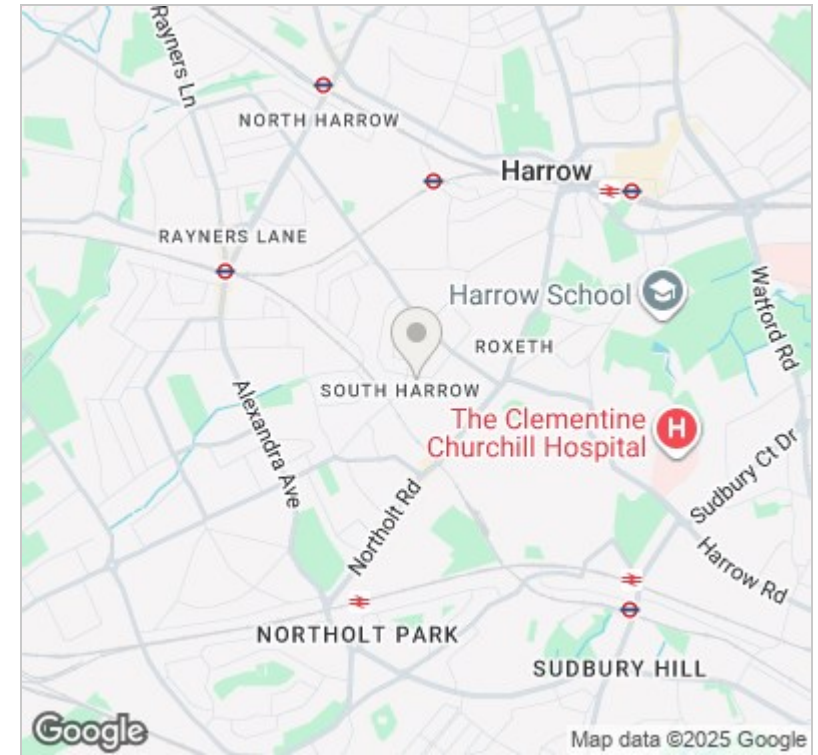 Rayners Ln
NORTH HARROW
Harrow
RAYNERS LANE
Harrow School
Watford Rd
ROXETH
SOUTH HARROW
Alexandra Ave
The Clementine
Churchill Hospital
H
Sudbury Ct Dr
Northolt Rd
Harrow Rd
NORTHOLT PARK
SUDBURY HILL
Google
Map data ©2025 Google